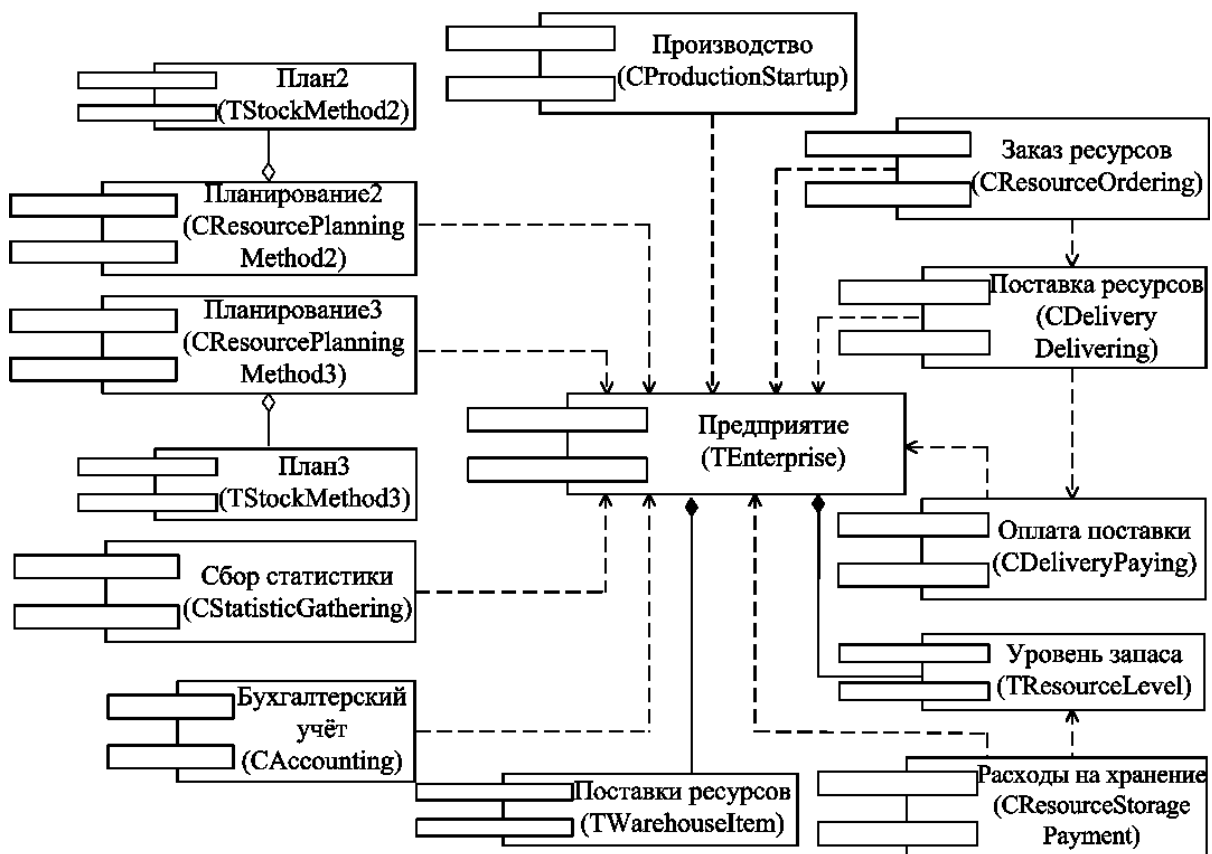 Производство
(CProductionStartup)
План2
(TStockMethod2)
Заказ ресурсов
(CResourceOrdering)
Планирование2
(CResourcePlanning
Method2)
Поставка ресурсов
(CDelivery
Delivering)
Планирование3
(CResourcePlanning
Method3)
Предприятие
(TEnterprise)
План3
(TStockMethod3)
Оплата поставки
(CDeliveryPaying)
Сбор статистики
(CStatisticGathering)
Уровень запаса
(TResourceLevel)
Бухгалтерский
учёт
(CAccounting)
Поставки ресурсов
(TWarehouseItem)
Расходы на хранение
(CResourceStorage
Payment)